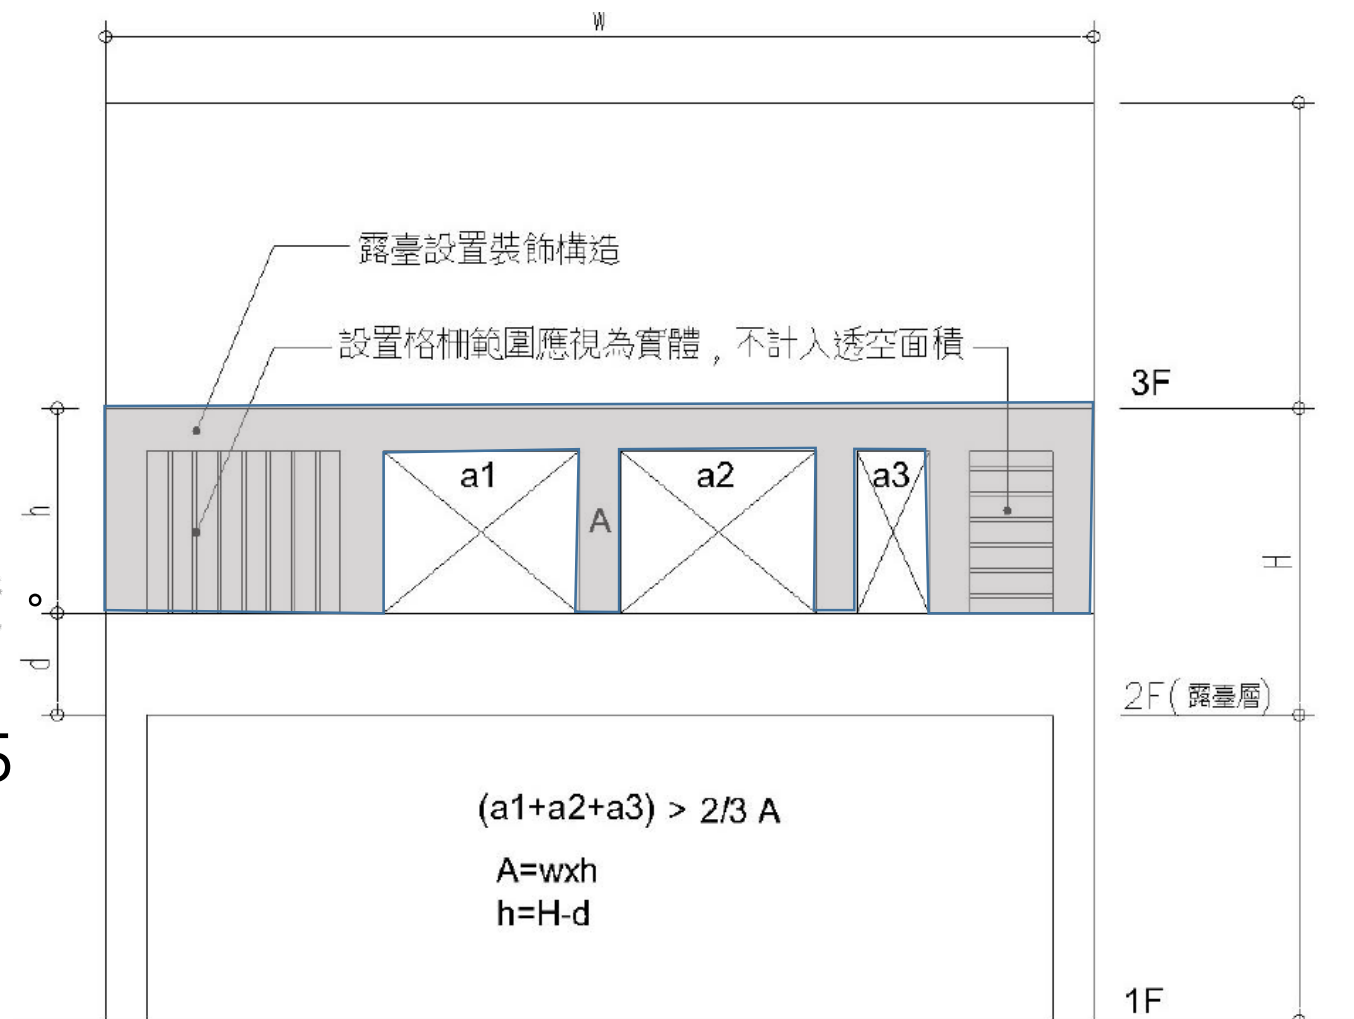 W
露臺設置裝飾構造
設置格柵範圍應視為實體，不計入透空面積
3F
a1
a2
a3
A
h
H
d
2F(露臺層)
(a1+a2+a3) > 2/3 A
A=wxh
h=H-d
1F